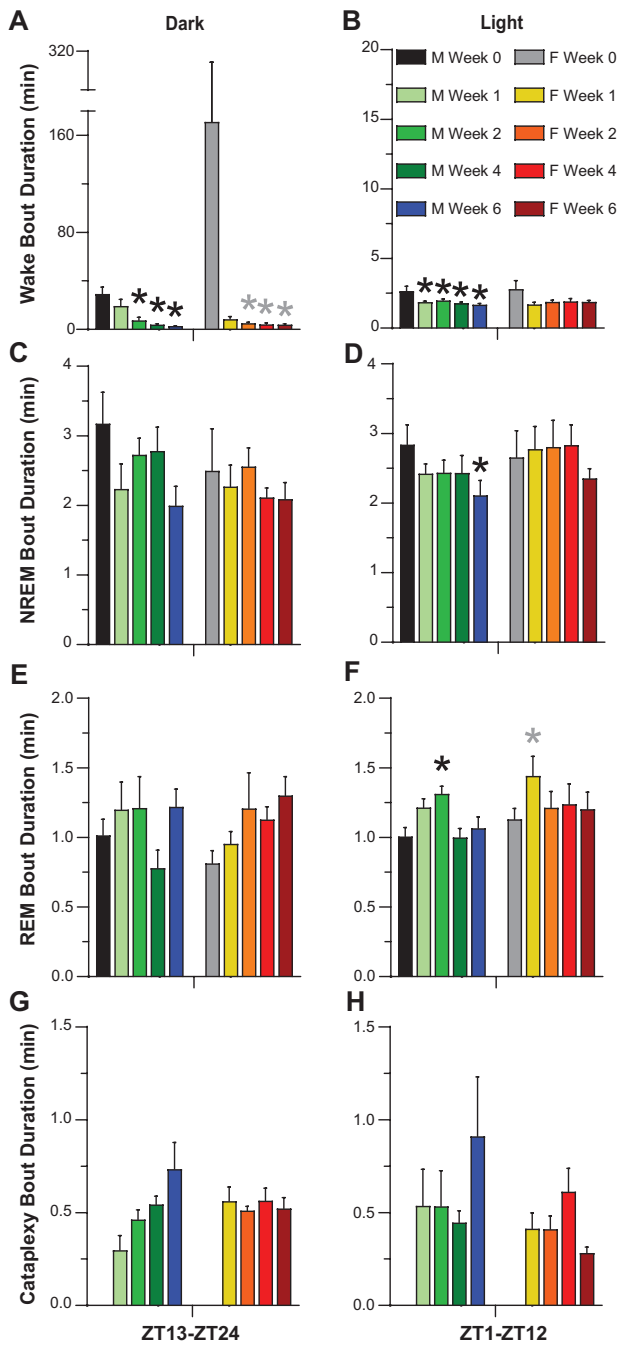 A
Dark
B
Light
Wake Bout Duration (min)
320
160
80
0
20
15
10
5
0
M Week 0
F Week 0
M Week 1
F Week 1
M Week 2
F Week 2
M Week 4
F Week 4
M Week 6
F Week 6
* * *
* * *
* * * *
C
D
NREM Bout Duration (min)
4
3
2
1
0
4
3
2
1
0
*
E
F
REM Bout Duration (min)
2.0
1.5
1.0
0.5
0.0
2.0
1.5
1.0
0.5
0.0
*
*
G
H
Cataplexy Bout Duration (min)
1.5
1.0
0.5
0.0
1.5
1.0
0.5
0.0
ZT13-ZT24
ZT1-ZT12